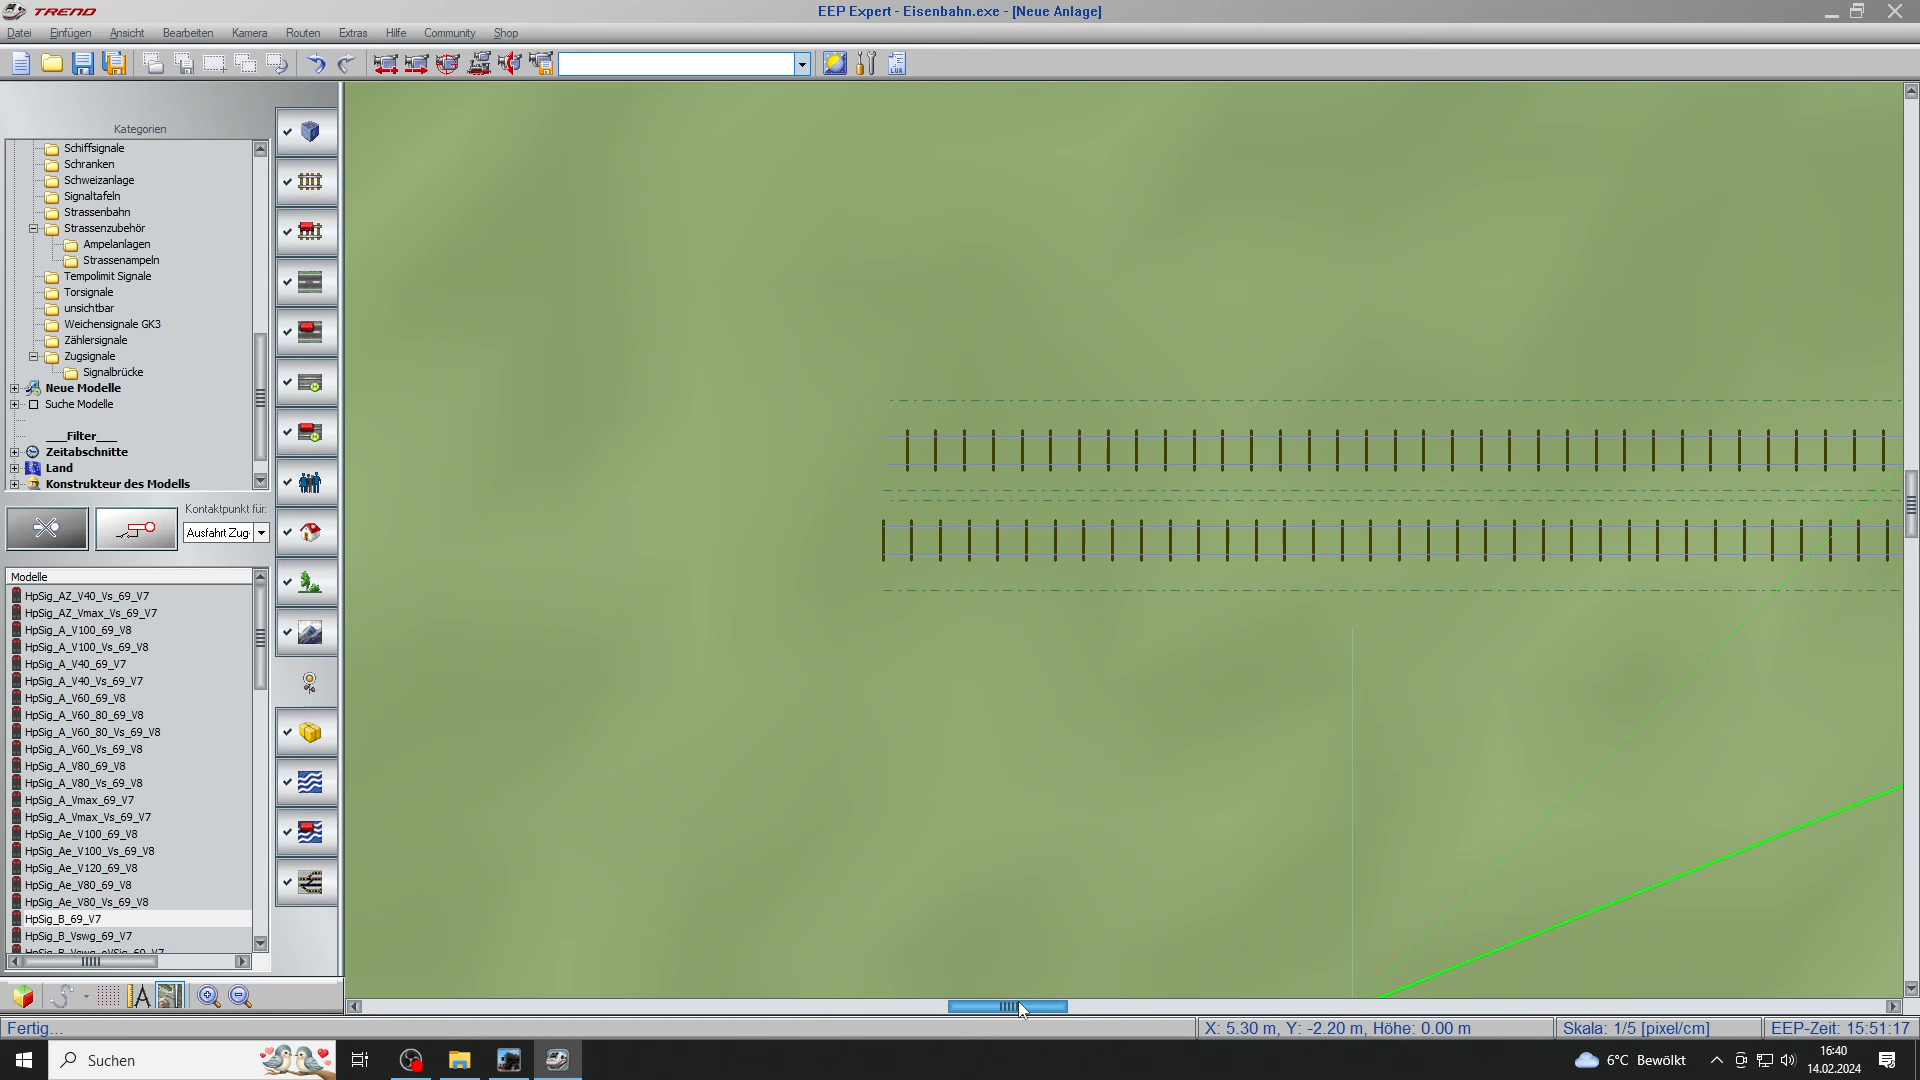 TREND
EEP Expert - Eisenbahn.exe - [Neue Anlage]
Datei Einfügen Ansicht Bearbeiten Kamera Routen Extras Hilfe Community Shop
LUA
Kategorien
Schiffsignale
Schranken
Schweizanlage
Signaltafeln
Strassenbahn
Strassenzubehör
Ampelanlagen
Strassenampeln
Tempolimit Signale
Torsignale
unsichtbar
Weichensignale GK3
Zählersignale
Zugsignale
Signalbrücke
Neue Modelle
Suche Modelle
___Filter____
Zeitabschnitte
Land
Konstrukteur des Modells
Kontaktpunkt für:
Ausfahrt Zug
Modelle
HpSig_AZ_V40_Vs_69_V7
HpSig_AZ_Vmax_Vs_69_V7
HpSig_A_V100_69_V8
HpSig_A_V100_Vs_69_V8
HpSig_A_V40_69_V7
HpSig_A_V40_Vs_69_V7
HpSig_A_V60_69_V8
HpSig_A_V60_80_69_V8
HpSig_A_V60_80_Vs_69_V8
HpSig_A_V60_Vs_69_V8
HpSig_A_V80_69_V8
HpSig_A_V80_Vs_69_V8
HpSig_A_Vmax_69_V7
HpSig_A_Vmax_Vs_69_V7
HpSig_Ae_V100_69_V8
HpSig_Ae_V100_Vs_69_V8
HpSig_Ae_V120_69_V8
HpSig_Ae_V80_69_V8
HpSig_Ae_V80_Vs_69_V8
HpSig_B_69_V7
HpSig_B_Vswg_69_V7
Fertig...
X: 5.30 m, Y: -2.20 m, Höhe: 0.00 m
Skala: 1/5 [pixel/cm]
EEP-Zeit: 15:51:17
Suchen
6°C Bewölkt
16:40
14.02.2024